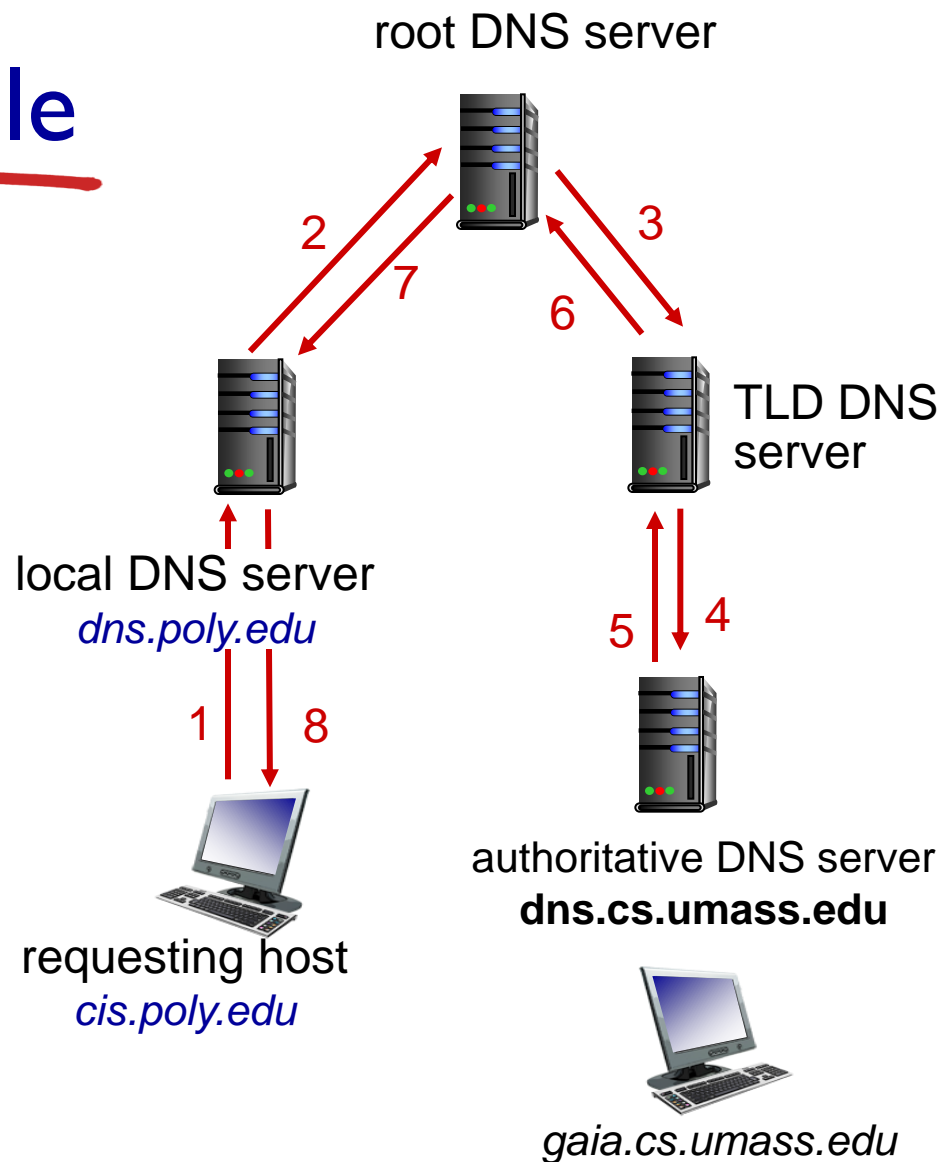 root DNS server
le
2
3
7
6
TLD DNS
server
local DNS server
dns.poly.edu
5
4
1
8
authoritative DNS server
dns.cs.umass.edu
requesting host
cis.poly.edu
gaia.cs.umass.edu